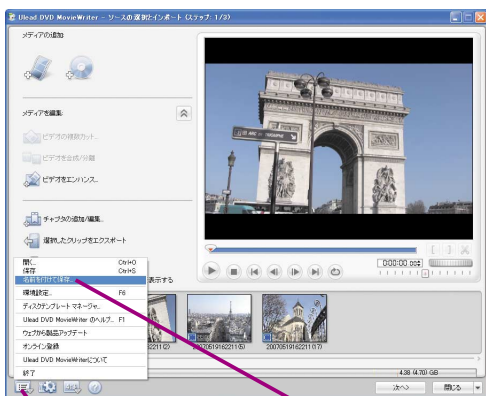 Ulead DVD MovieWriter - ソースの選択とインポート (ステップ: 1/3)
メディアの追加
メディアを編集:
ビデオの複数カット...
ビデオを結合/分離
ビデオをエンハンス...
チャプタの追加/編集...
選択したクリップをエクスポート
表示する
0:00:00 00
開く... Ctrl+O
保存 Ctrl+S
名前を付けて保存...
環境設定... F6
ディスクテンプレート マネージャ...
Ulead DVD MovieWriter のヘルプ... F1
ウェブから製品アップデート
オンライン登録
Ulead DVD MovieWriterについて
終了
62211(2)
20070519162211(5)
20070519162211(17)
4.38 (4.70) GB
次へ>
閉じる